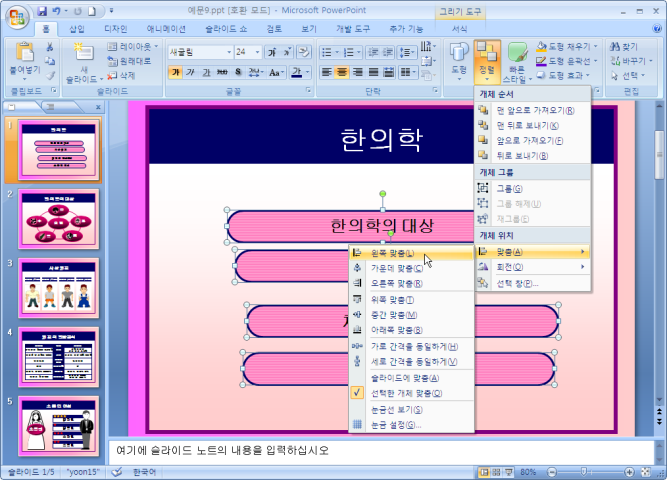 예문9.ppt [호환 모드] - Microsoft PowerPoint
그리기 도구
홈 삽입 디자인 애니메이션 슬라이드 쇼 검토 보기 개발 도구 추가 기능 서식
붙여넣기
클립보드
새 슬라이드
레이아웃
원래대로
삭제
슬라이드
새굴림 24
가 가 가 간 S 개나 Aa 가
글꼴
단락
도형
정렬
빠른 스타일
도형 채우기
도형 윤곽선
도형 효과
찾기
바꾸기
선택
편집
개체 순서
맨 앞으로 가져오기(R)
맨 뒤로 보내기(K)
앞으로 가져오기(F)
뒤로 보내기(B)
개체 그룹
그룹(G)
그룹 해제(U)
재그룹(E)
개체 위치
맞춤(A)
회전(O)
선택 창(P)...
왼쪽 맞춤(L)
가운데 맞춤(C)
오른쪽 맞춤(R)
위쪽 맞춤(T)
중간 맞춤(M)
아래쪽 맞춤(B)
가로 간격을 동일하게(H)
세로 간격을 동일하게(V)
슬라이드에 맞춤(A)
선택한 개체 맞춤(O)
눈금선 보기(S)
눈금 설정(G)...
한의학
한의학의 대상
1
2
3
4
5
여기에 슬라이드 노트의 내용을 입력하십시오
슬라이드 1/5 "yoon15" 한국어 80%